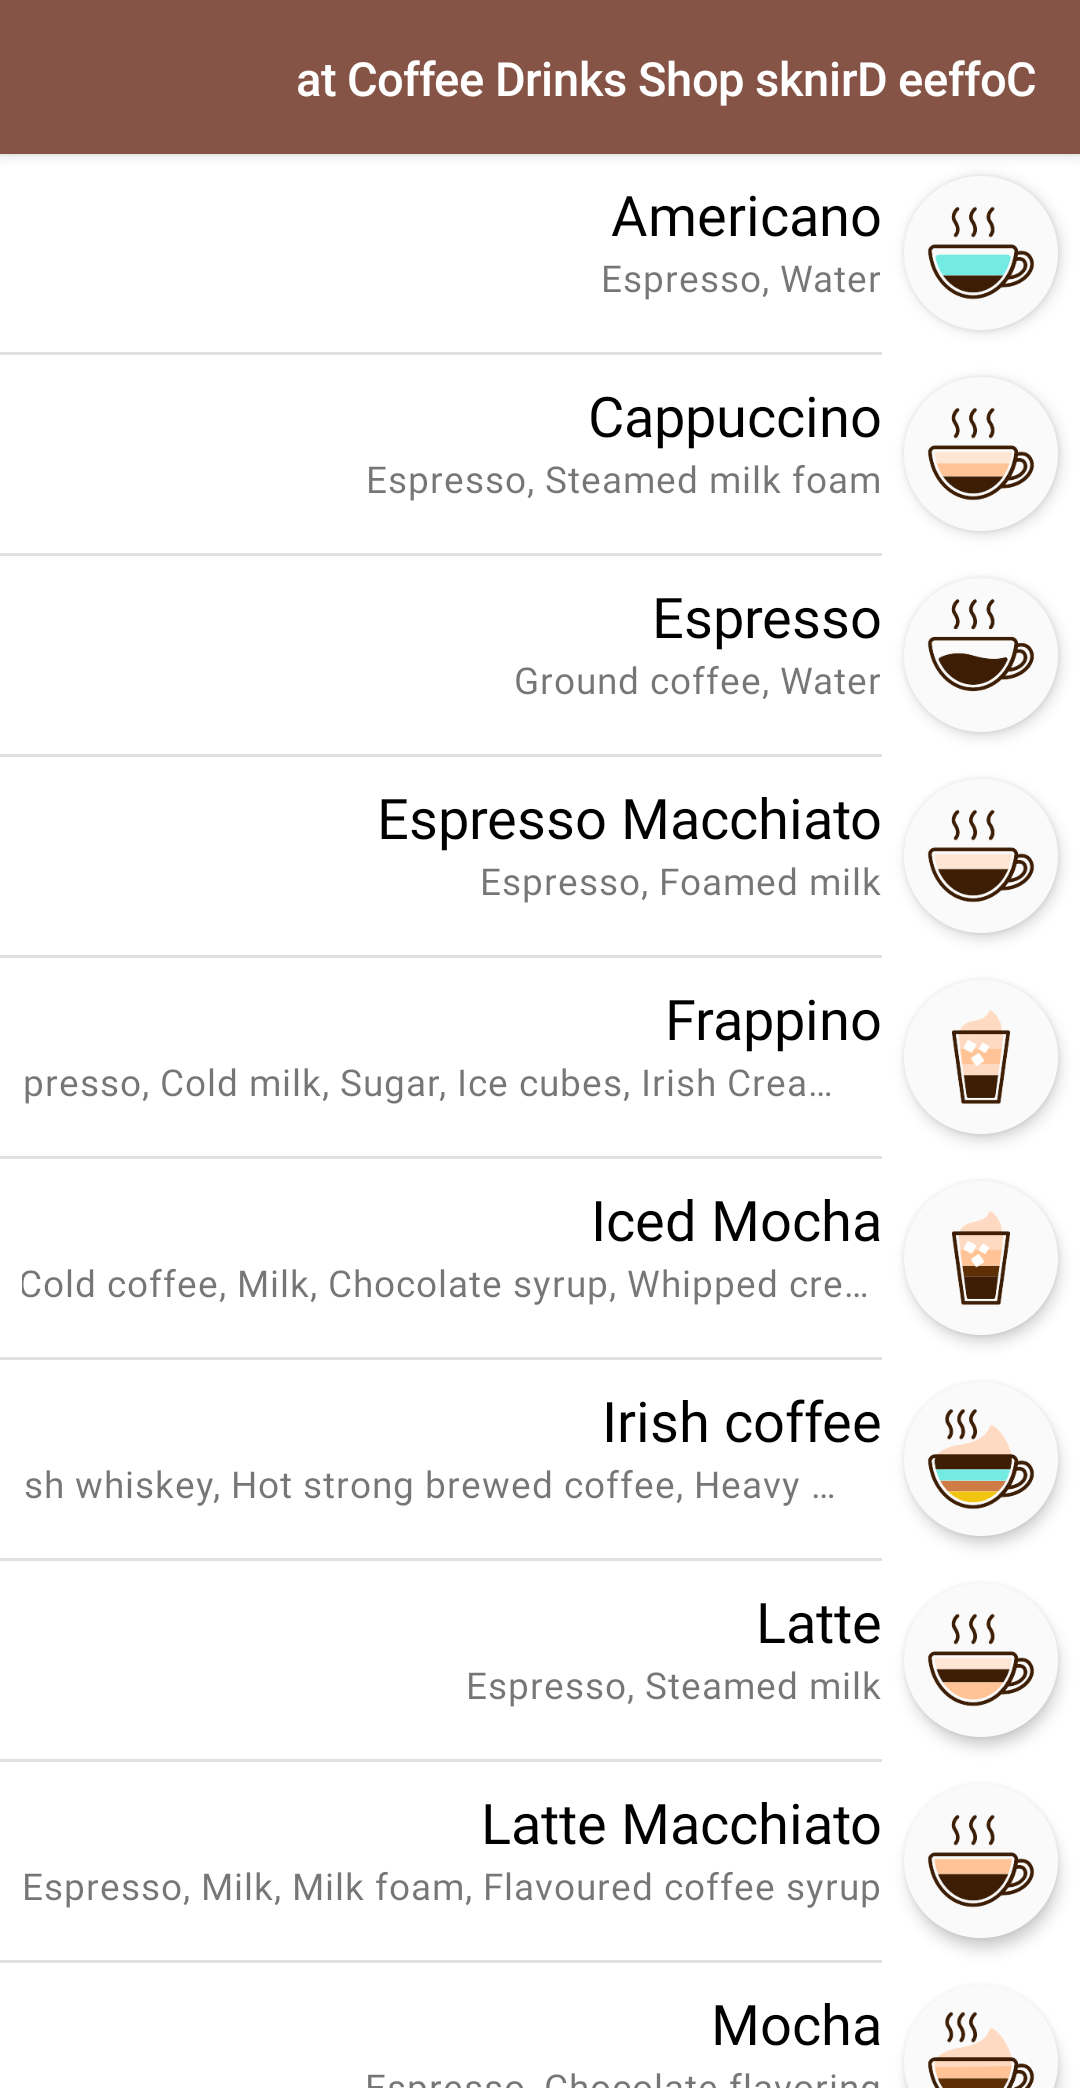 at Coffee Drinks Shop sknirD eeffoC
Americano
Espresso, Water
Cappuccino
Espresso, Steamed milk foam
Espresso
Ground coffee, Water
Espresso Macchiato
Espresso, Foamed milk
Frappino
presso, Cold milk, Sugar, Ice cubes, Irish Crea…
Iced Mocha
Cold coffee, Milk, Chocolate syrup, Whipped cre…
Irish coffee
sh whiskey, Hot strong brewed coffee, Heavy …
Latte
Espresso, Steamed milk
Latte Macchiato
Espresso, Milk, Milk foam, Flavoured coffee syrup
Mocha
Espresso, Chocolate flavoring